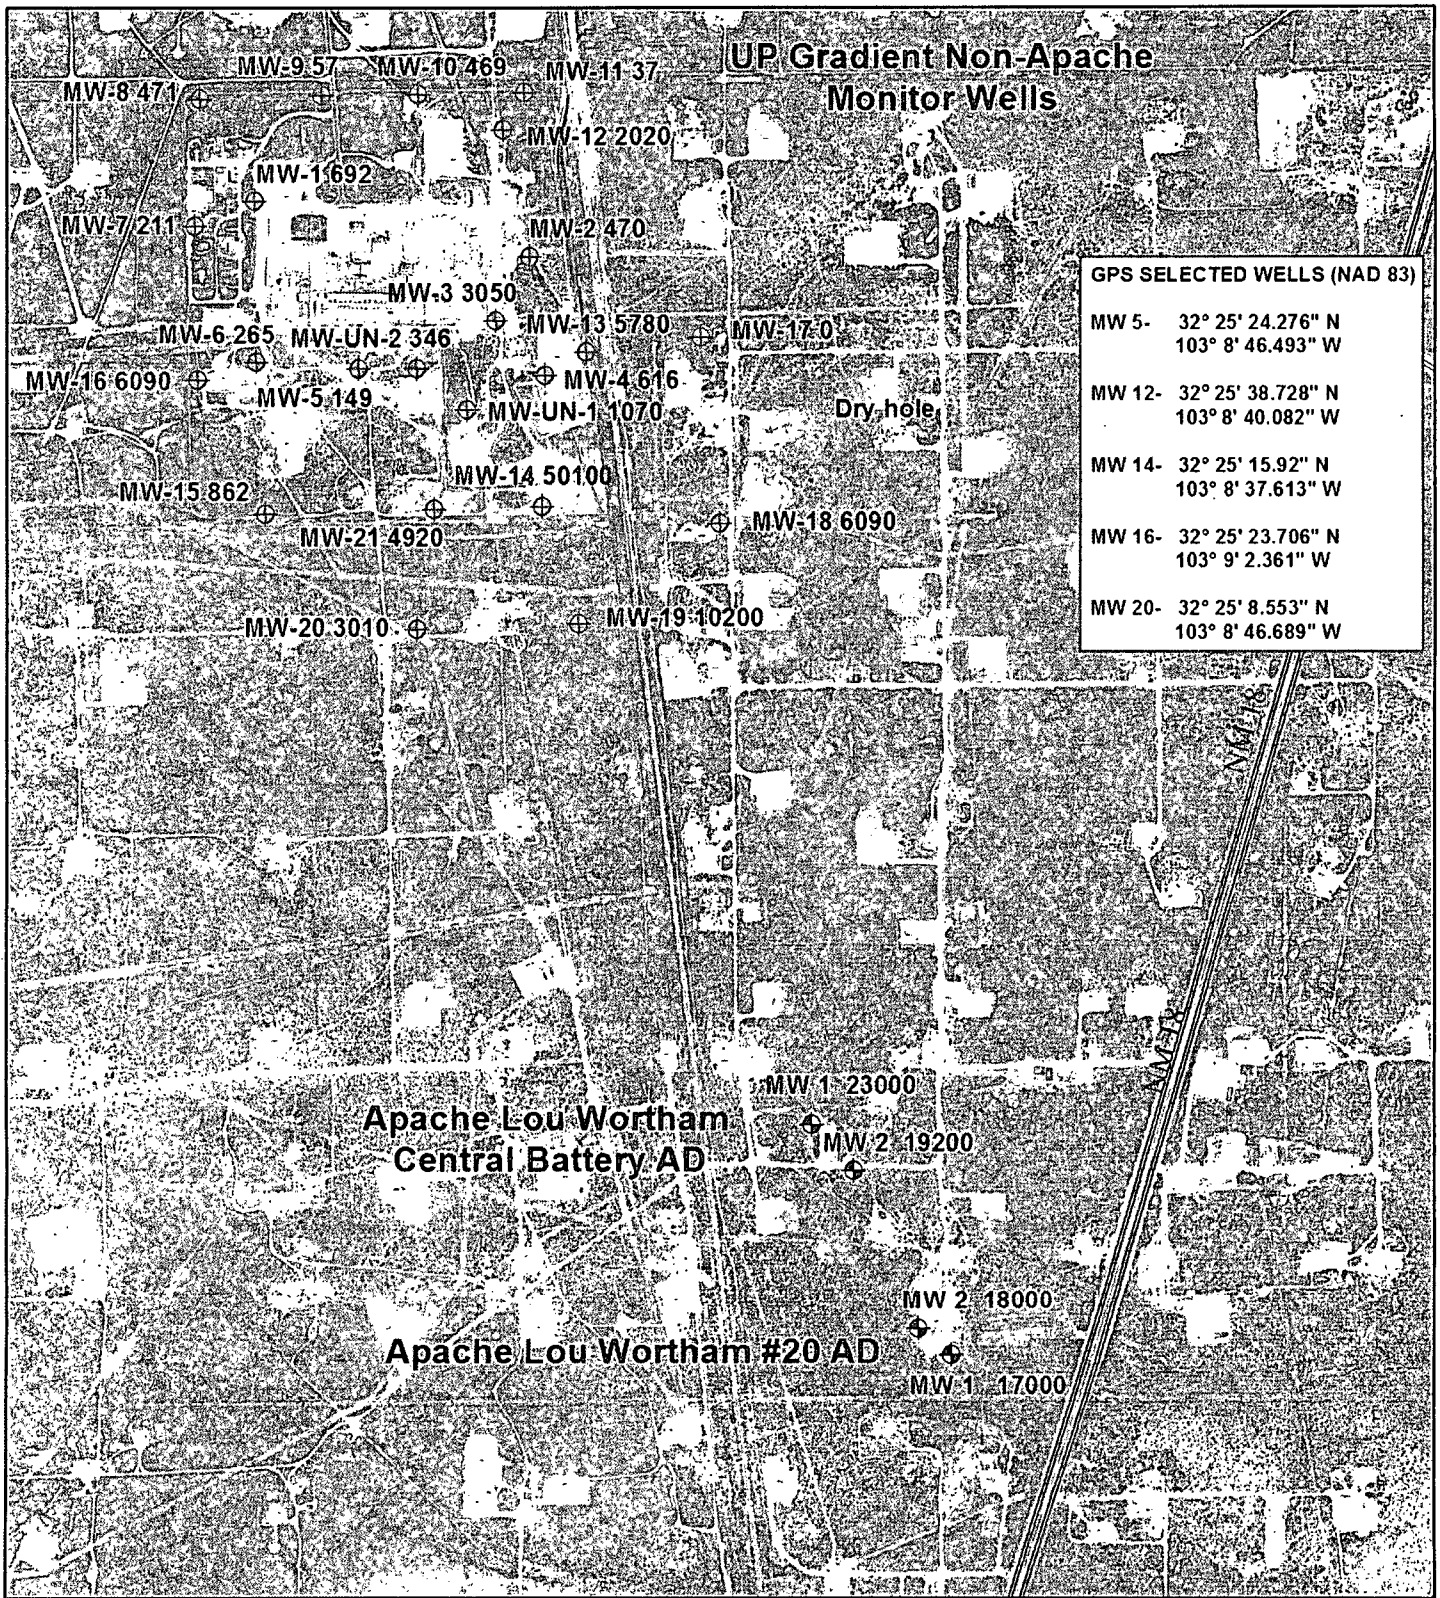 UP Gradient Non-Apache
Monitor Wells
MW-9 57
MW-10 469
MW-11 37
MW-8 471
MW-12 2020
MW-1 692
MW-7 211
MW-2 470
MW-3 3050
MW-6 265
MW-UN-2 346
MW-13 5780
MW-17 0
MW-16 6090
MW-5 149
MW-4 616
MW-UN-1 1070
Dry hole
MW-14 50100
MW-15 862
MW-21 4920
MW-18 6090
MW-20 3010
MW-19 10200
GPS SELECTED WELLS (NAD 83)
MW 5- 32° 25' 24.276" N
103° 8' 46.493" W
MW 12- 32° 25' 38.728" N
103° 8' 40.082" W
MW 14- 32° 25' 15.92" N
103° 8' 37.613" W
MW 16- 32° 25' 23.706" N
103° 9' 2.361" W
MW 20- 32° 25' 8.553" N
103° 8' 46.689" W
NM 18
NM 18
MW 1 23000
Apache Lou Wortham
Central Battery AD
MW 2 19200
MW 2 18000
Apache Lou Wortham #20 AD
MW 1 17000